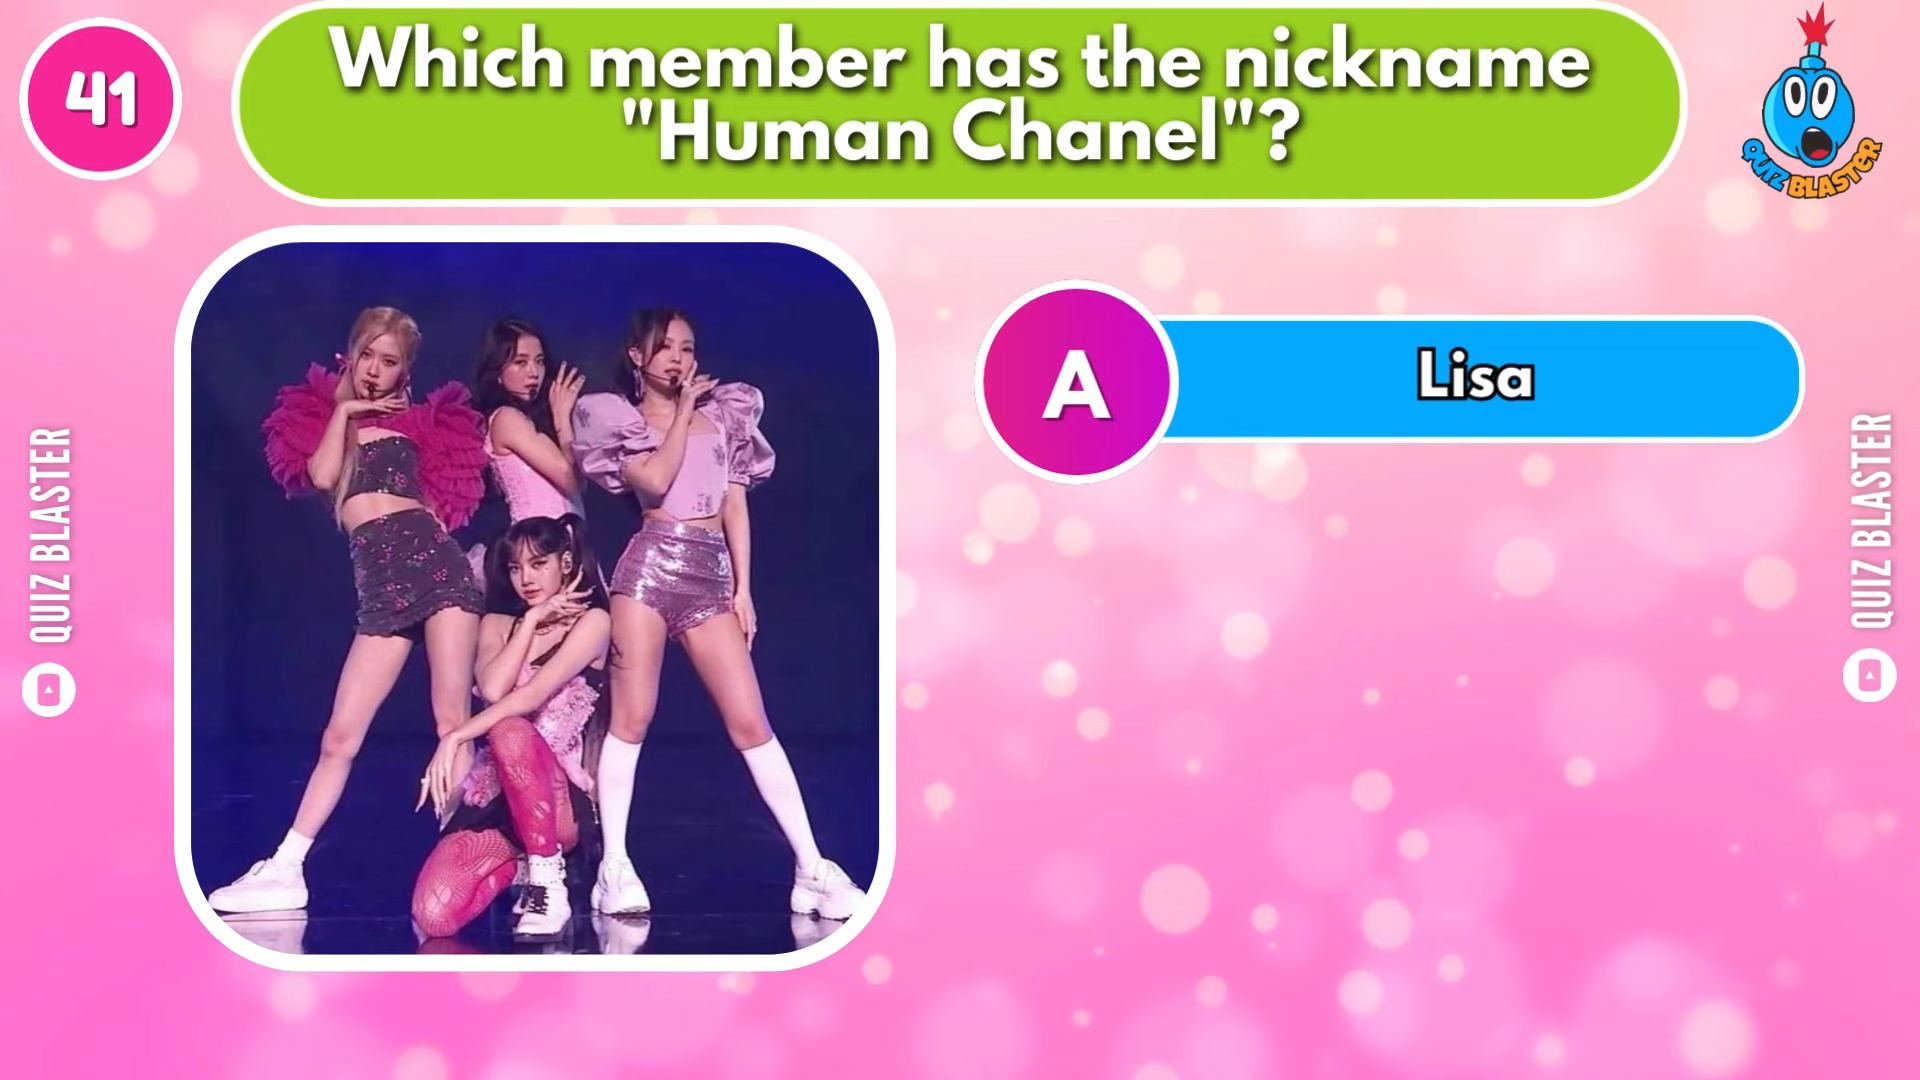 41
Which member has the nickname
"Human Chanel"?
QUIZ BLASTER
A
Lisa
QUIZ BLASTER
QUIZ BLASTER